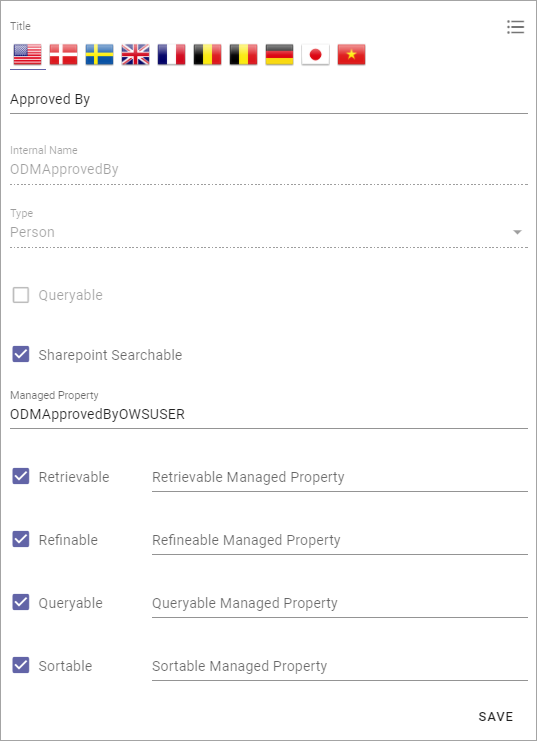 Title
Approved By
Internal Name
ODMApprovedBy
Type
Person
Queryable
Sharepoint Searchable
Managed Property
ODMApprovedByOWSUSER
Retrievable Retrievable Managed Property
Refinable Refineable Managed Property
Queryable Queryable Managed Property
Sortable Sortable Managed Property
SAVE